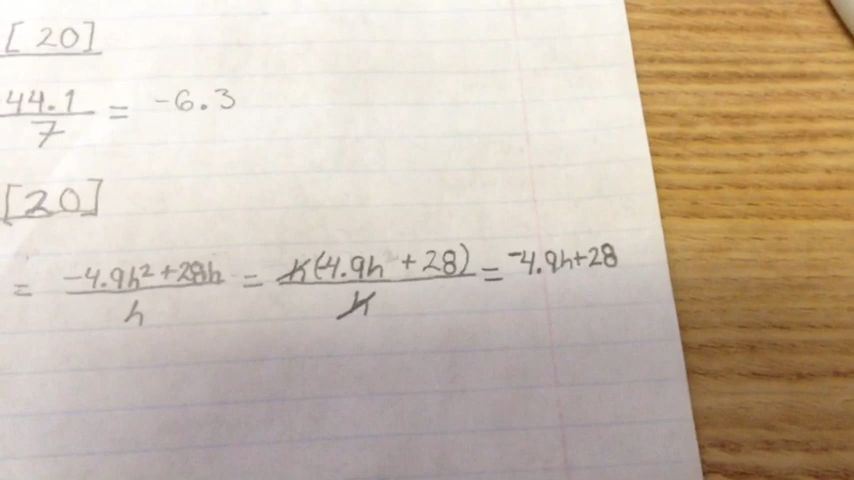 [20]
44.1/7 = -6.3
[20]
= -4.9h²+28h/h = h(-4.9h +28)/h = -4.9h+28